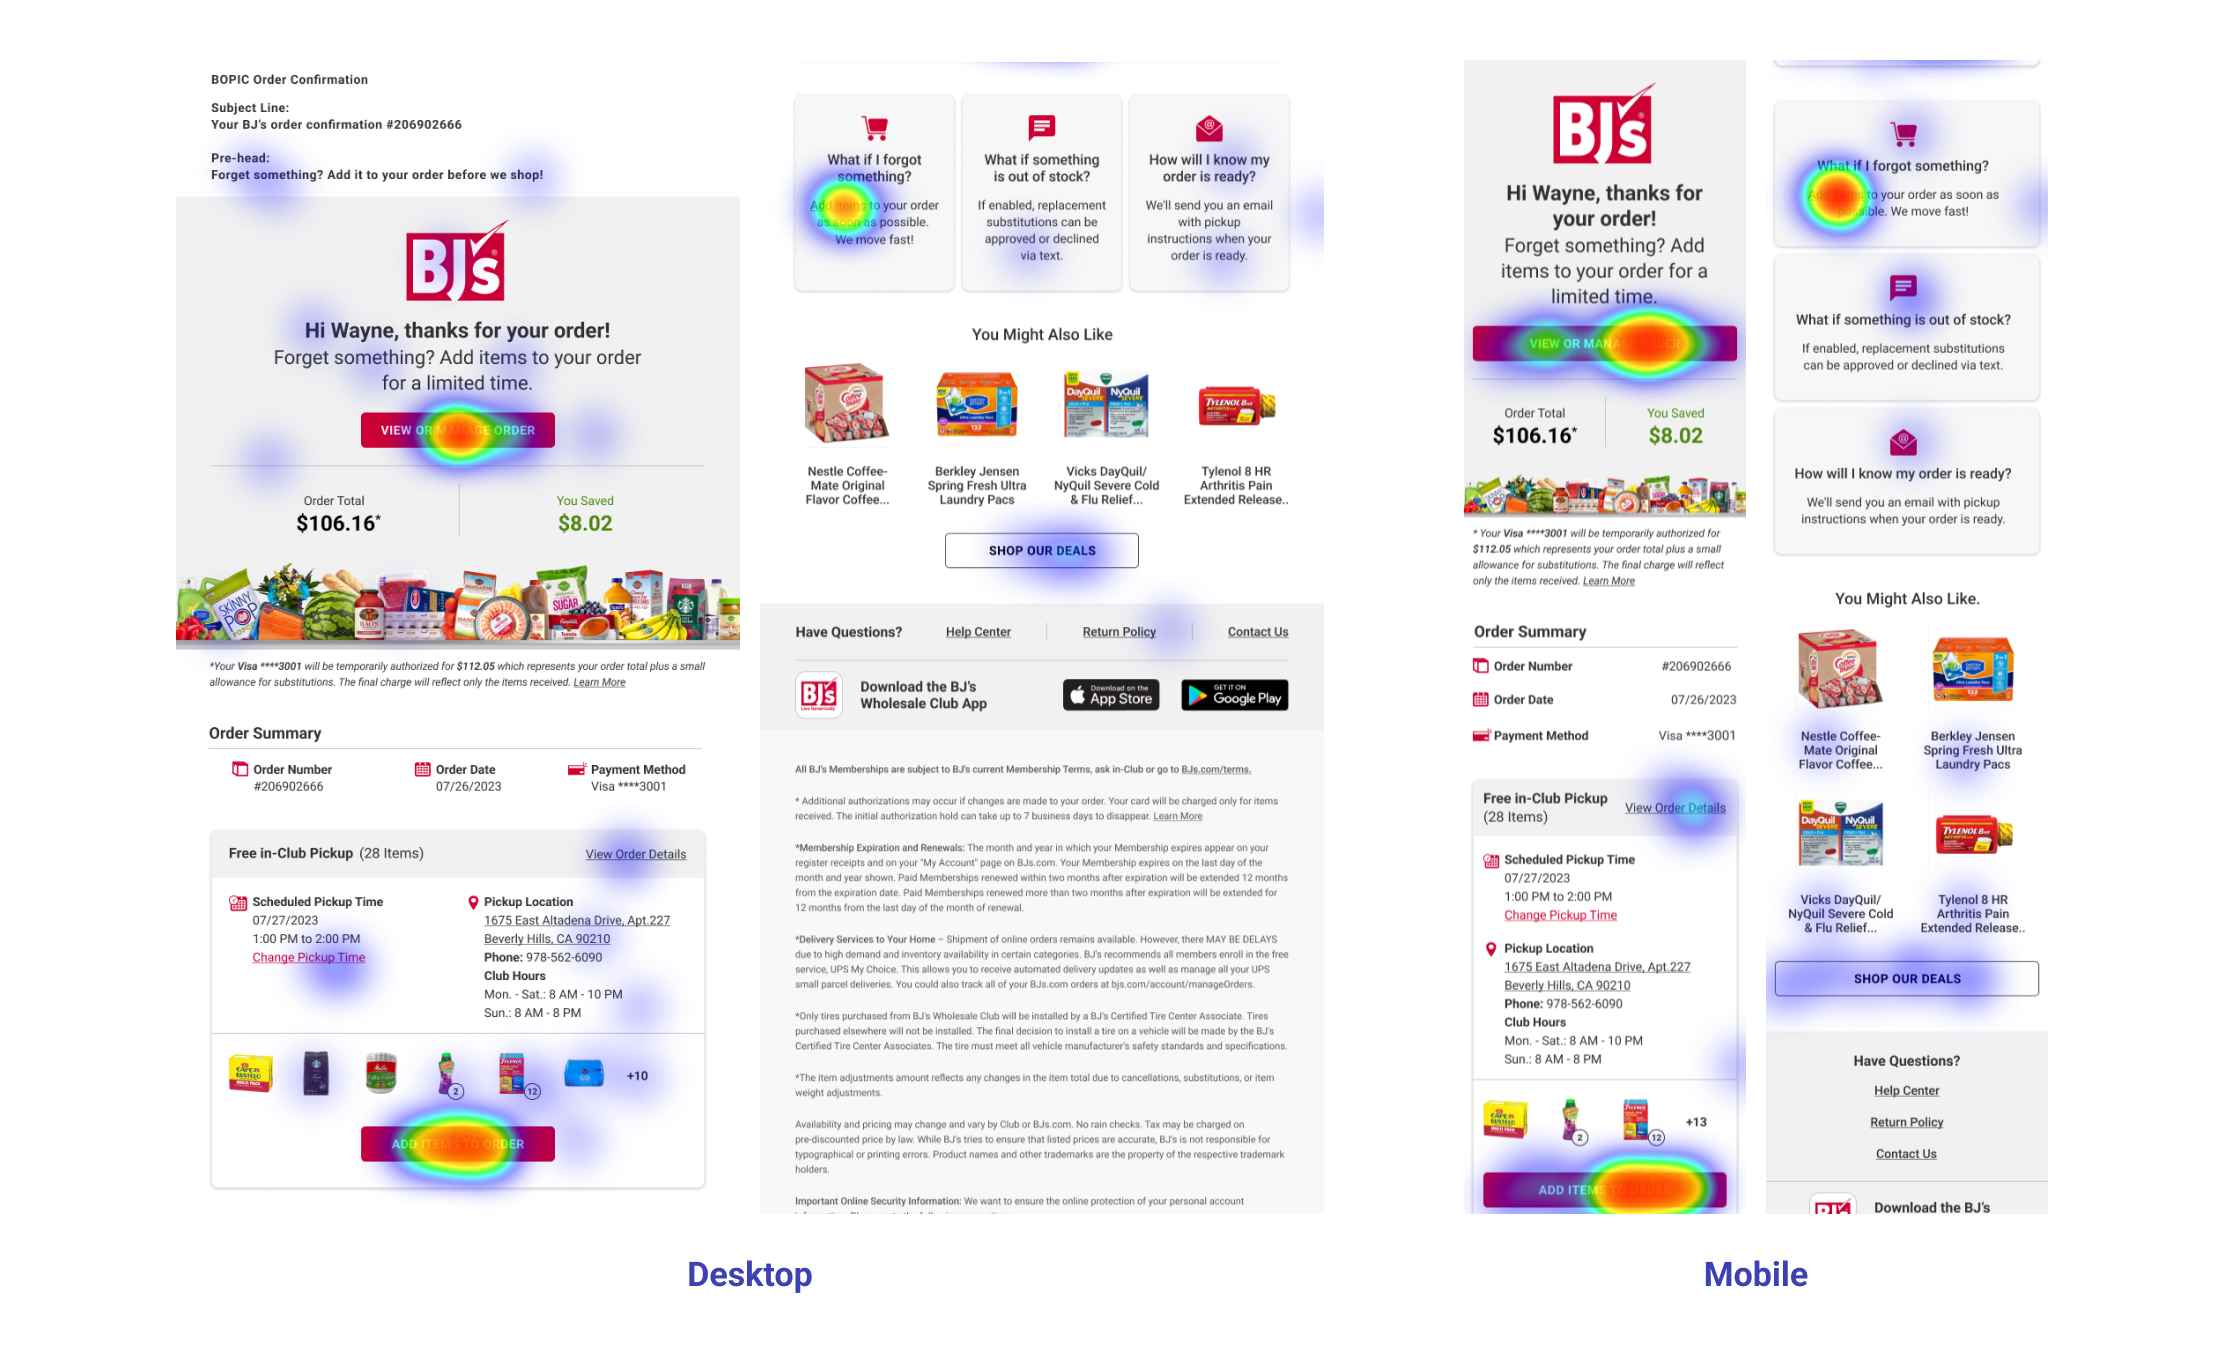 BOPIC Order Confirmation
Subject Line:
Your BJ's order confirmation #206902666
Pre-head:
Forget something? Add it to your order before we shop!
BJ's
Hi Wayne, thanks for your order!
Forget something? Add items to your order
for a limited time.
VIEW OR MANAGE ORDER
Order Total
$106.16*
You Saved
$8.02
SKINNY POP
SUGAR
*Your Visa ****3001 will be temporarily authorized for $112.05 which represents your order total plus a small
allowance for substitutions. The final charge will reflect only the items received. Learn More
Order Summary
Order Number
#206902666
Order Date
07/26/2023
Payment Method
Visa ****3001
Free in-Club Pickup (28 Items)
View Order Details
Scheduled Pickup Time
07/27/2023
1:00 PM to 2:00 PM
Change Pickup Time
Pickup Location
1675 East Altadena Drive, Apt.227
Beverly Hills, CA 90210
Phone: 978-562-6090
Club Hours
Mon. - Sat.: 8 AM - 10 PM
Sun.: 8 AM - 8 PM
2
12
+10
ADD ITEMS TO ORDER
What if I forgot
something?
Add items to your order
as soon as possible.
We move fast!
What if something
is out of stock?
If enabled, replacement
substitutions can be
approved or declined
via text.
How will I know my
order is ready?
We'll send you an email
with pickup
instructions when your
order is ready.
You Might Also Like
Nestle Coffee-
Mate Original
Flavor Coffee...
Berkley Jensen
Spring Fresh Ultra
Laundry Pacs
DayQuil NyQuil
SEVERE SEVERE
Vicks DayQuil/
NyQuil Severe Cold
& Flu Relief...
TYLENOL 8HR
Tylenol 8 HR
Arthritis Pain
Extended Release..
SHOP OUR DEALS
Have Questions?
Help Center
Return Policy
Contact Us
BJ's
Live Generously
Download the BJ's
Wholesale Club App
Download on the
App Store
GET IT ON
Google Play
All BJ's Memberships are subject to BJ's current Membership Terms, ask in-Club or go to BJs.com/terms.
* Additional authorizations may occur if changes are made to your order. Your card will be charged only for items
received. The initial authorization hold can take up to 7 business days to disappear. Learn More
*Membership Expiration and Renewals: The month and year in which your Membership expires appear on your
register receipts and on your "My Account" page on BJs.com. Your Membership expires on the last day of the
month and year shown. Paid Memberships renewed within two months after expiration will be extended 12 months
from the expiration date. Paid Memberships renewed more than two months after expiration will be extended for
12 months from the last day of the month of renewal.
*Delivery Services to Your Home – Shipment of online orders remains available. However, there MAY BE DELAYS
due to high demand and inventory availability in certain categories. BJ's recommends all members enroll in the free
service, UPS My Choice. This allows you to receive automated delivery updates as well as manage all your UPS
small parcel deliveries. You could also track all of your BJs.com orders at bjs.com/account/manageOrders.
*Only tires purchased from BJ's Wholesale Club will be installed by a BJ's Certified Tire Center Associate. Tires
purchased elsewhere will not be installed. The final decision to install a tire on a vehicle will be made by the BJ's
Certified Tire Center Associates. The tire must meet all vehicle manufacturer's safety standards and specifications.
*The item adjustments amount reflects any changes in the item total due to cancellations, substitutions, or item
weight adjustments.
Availability and pricing may change and vary by Club or BJs.com. No rain checks. Tax may be charged on
pre-discounted price by law. While BJ's tries to ensure that listed prices are accurate, BJ's is not responsible for
typographical or printing errors. Product names and other trademarks are the property of the respective trademark
holders.
Important Online Security Information: We want to ensure the online protection of your personal account
Desktop
BJ's
Hi Wayne, thanks for
your order!
Forget something? Add
items to your order for a
limited time.
VIEW OR MANAGE ORDER
Order Total
$106.16*
You Saved
$8.02
* Your Visa ****3001 will be temporarily authorized for
$112.05 which represents your order total plus a small
allowance for substitutions. The final charge will reflect
only the items received. Learn More
Order Summary
Order Number
#206902666
Order Date
07/26/2023
Payment Method
Visa ****3001
Free in-Club Pickup
(28 Items)
View Order Details
Scheduled Pickup Time
07/27/2023
1:00 PM to 2:00 PM
Change Pickup Time
Pickup Location
1675 East Altadena Drive, Apt.227
Beverly Hills, CA 90210
Phone: 978-562-6090
Club Hours
Mon. - Sat.: 8 AM - 10 PM
Sun.: 8 AM - 8 PM
2
12
+13
ADD ITEMS TO ORDER
What if I forgot something?
Add items to your order as soon as
possible. We move fast!
What if something is out of stock?
If enabled, replacement substitutions
can be approved or declined via text.
How will I know my order is ready?
We'll send you an email with pickup
instructions when your order is ready.
You Might Also Like.
Nestle Coffee-
Mate Original
Flavor Coffee...
Berkley Jensen
Spring Fresh Ultra
Laundry Pacs
DayQuil NyQuil
Vicks DayQuil/
NyQuil Severe Cold
& Flu Relief...
TYLENOL 8HR
Tylenol 8 HR
Arthritis Pain
Extended Release..
SHOP OUR DEALS
Have Questions?
Help Center
Return Policy
Contact Us
Download the BJ's
Mobile